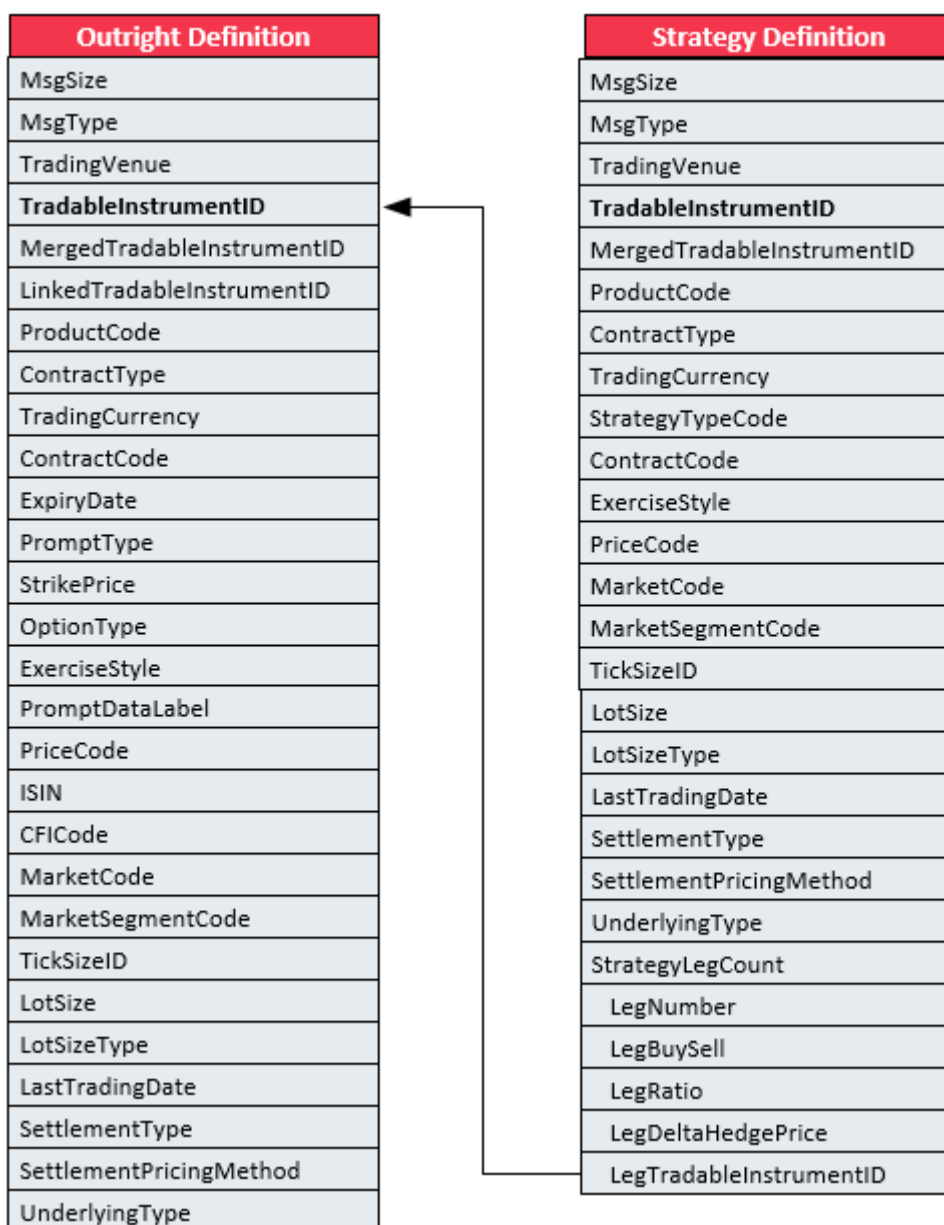 Outright Definition
MsgSize
MsgType
TradingVenue
TradableInstrumentID
MergedTradableInstrumentID
LinkedTradableInstrumentID
ProductCode
ContractType
TradingCurrency
ContractCode
ExpiryDate
PromptType
StrikePrice
OptionType
ExerciseStyle
PromptDataLabel
PriceCode
ISIN
CFICode
MarketCode
MarketSegmentCode
TickSizeID
LotSize
LotSizeType
LastTradingDate
SettlementType
SettlementPricingMethod
UnderlyingType
Strategy Definition
MsgSize
MsgType
TradingVenue
TradableInstrumentID
MergedTradableInstrumentID
ProductCode
ContractType
TradingCurrency
StrategyTypeCode
ContractCode
ExerciseStyle
PriceCode
MarketCode
MarketSegmentCode
TickSizeID
LotSize
LotSizeType
LastTradingDate
SettlementType
SettlementPricingMethod
UnderlyingType
StrategyLegCount
LegNumber
LegBuySell
LegRatio
LegDeltaHedgePrice
LegTradableInstrumentID